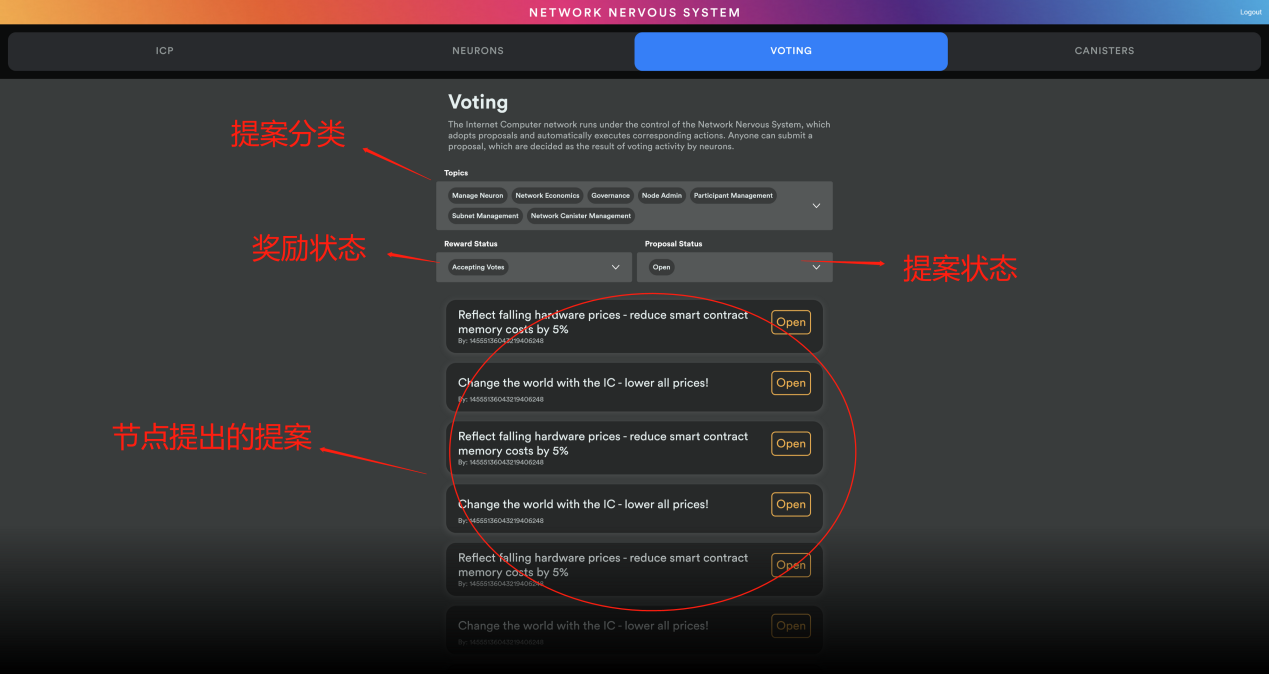 NETWORK NERVOUS SYSTEM
Logout
ICP
NEURONS
VOTING
CANISTERS
Voting
The Internet Computer network runs under the control of the Network Nervous System, which
adopts proposals and automatically executes corresponding actions. Anyone can submit a
proposal, which are decided as the result of voting activity by neurons.
提案分类
Topics
Manage Neuron Network Economics Governance Node Admin Participant Management
Subnet Management Network Canister Management
奖励状态
Reward Status
Accepting Votes
Proposal Status
Open
提案状态
节点提出的提案
Reflect falling hardware prices - reduce smart contract
memory costs by 5%
By: 14555136043219406248
Open
Change the world with the IC - lower all prices!
By: 14555136043219406248
Open
Reflect falling hardware prices - reduce smart contract
memory costs by 5%
By: 14555136043219406248
Open
Change the world with the IC - lower all prices!
By: 14555136043219406248
Open
Reflect falling hardware prices - reduce smart contract
memory costs by 5%
By: 14555136043219406248
Open
Change the world with the IC - lower all prices!
By: 14555136043219406248
Open